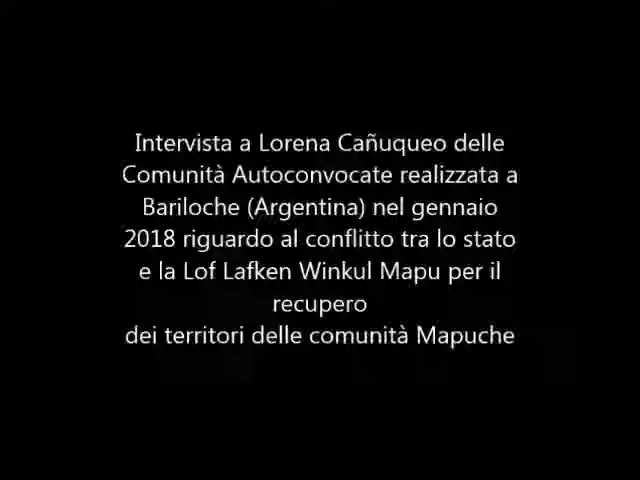 Intervista a Lorena Cañuqueo delle
Comunità Autoconvocate realizzata a
Bariloche (Argentina) nel gennaio
2018 riguardo al conflitto tra lo stato
e la Lof Lafken Winkul Mapu per il
recupero
dei territori delle comunità Mapuche